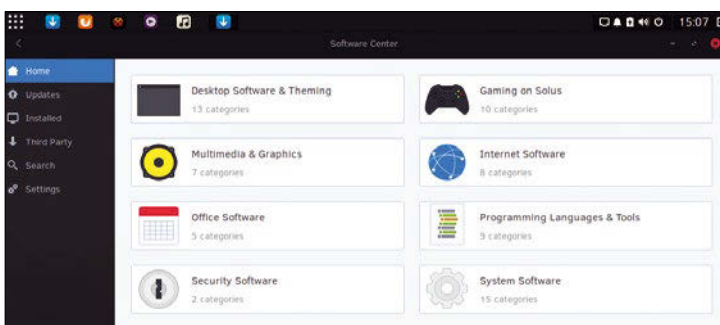 15:07
Software Center
Home
Updates
Installed
Third Party
Search
Settings
Desktop Software & Theming
13 categories
Gaming on Solus
10 categories
Multimedia & Graphics
7 categories
Internet Software
8 categories
Office Software
5 categories
Programming Languages & Tools
9 categories
Security Software
2 categories
System Software
15 categories